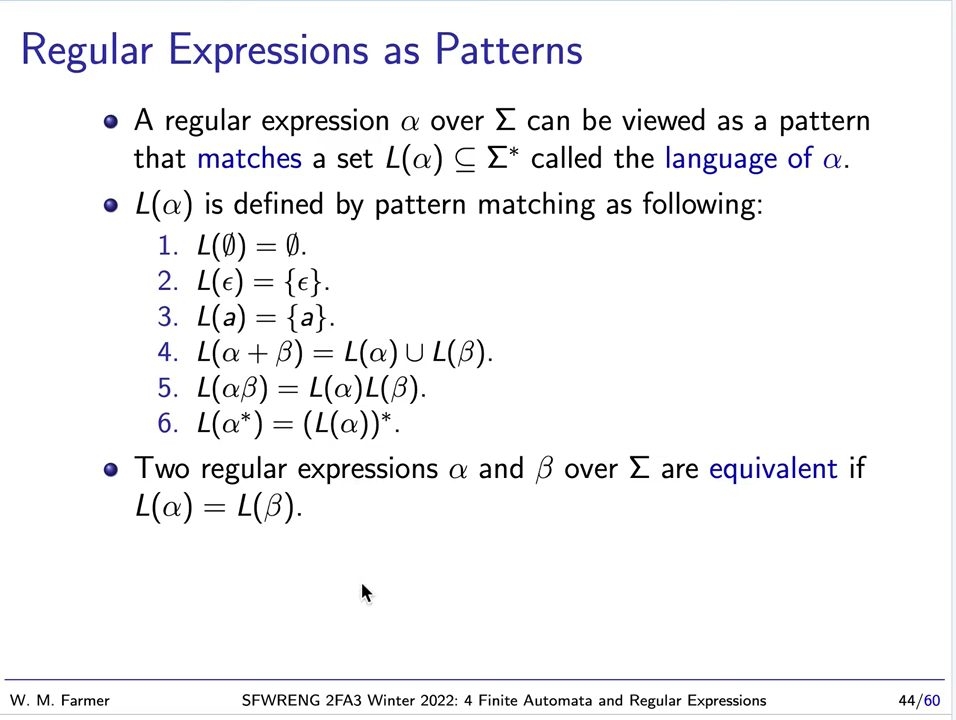 Regular Expressions as Patterns
A regular expression α over Σ can be viewed as a pattern
that matches a set L(α) ⊆ Σ* called the language of α.
L(α) is defined by pattern matching as following:
1. L(∅) = ∅.
2. L(ϵ) = {ϵ}.
3. L(a) = {a}.
4. L(α + β) = L(α) ∪ L(β).
5. L(αβ) = L(α)L(β).
6. L(α*) = (L(α))*.
Two regular expressions α and β over Σ are equivalent if
L(α) = L(β).
W. M. Farmer SFWRENG 2FA3 Winter 2022: 4 Finite Automata and Regular Expressions 44/60